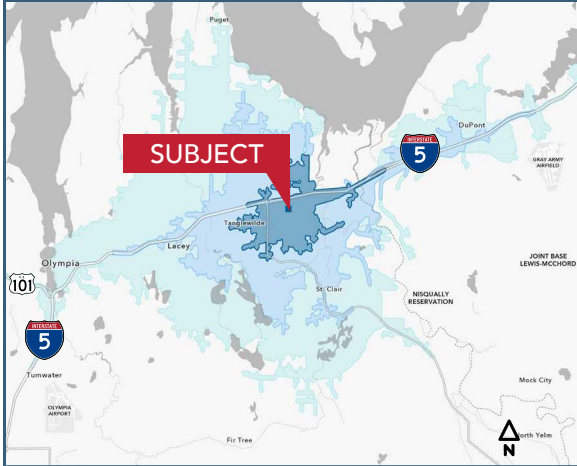 Puget
DuPont
INTERSTATE
5
GRAY ARMY
AIRFIELD
SUBJECT
Tanglewilde
Lacey
Olympia
JOINT BASE
LEWIS-MCCHORD
101
St Clair
NISQUALLY
RESERVATION
INTERSTATE
5
Tumwater
Mock City
OLYMPIA
AIRPORT
Fir Tree
North Yelm
N